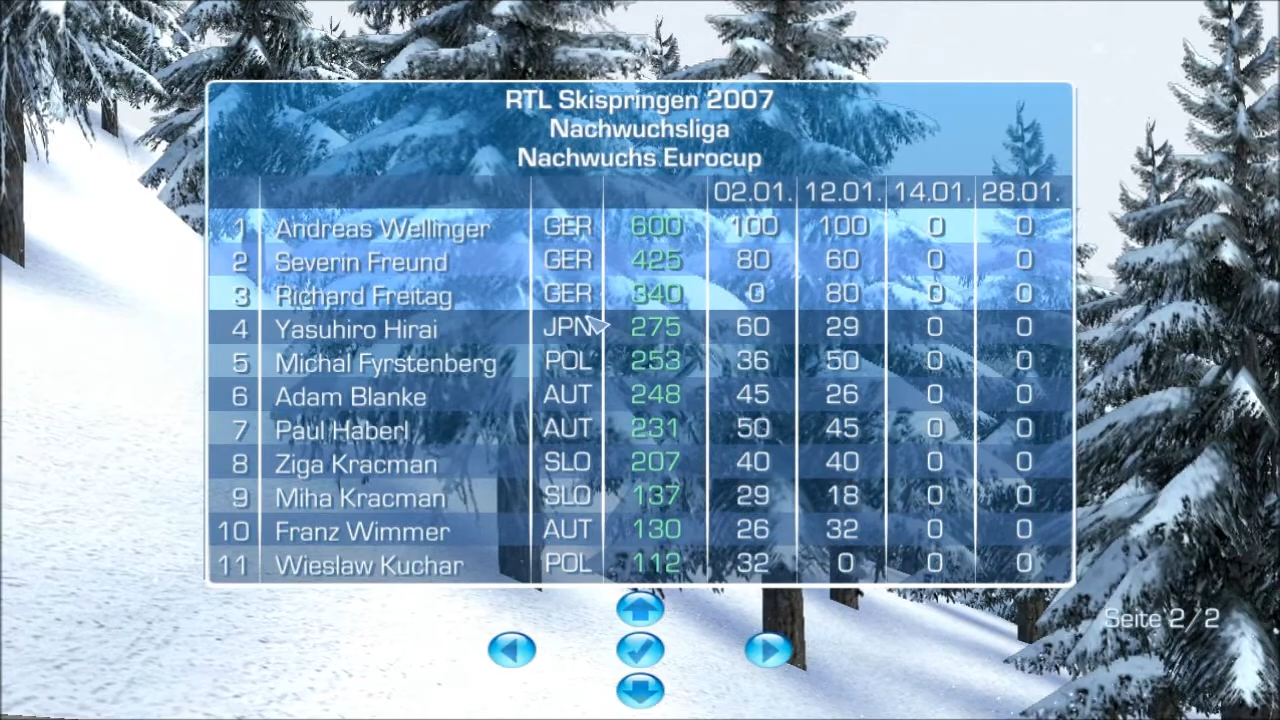 RTL Skispringen 2007
Nachwuchsliga
Nachwuchs Eurocup
02.01. 12.01. 14.01. 28.01.
1 Andreas Wellinger GER 600 100 100 0 0
2 Severin Freund GER 425 80 60 0 0
3 Richard Freitag GER 340 0 80 0 0
4 Yasuhiro Hirai JPN 275 60 29 0 0
5 Michal Fyrstenberg POL 253 36 50 0 0
6 Adam Blanke AUT 248 45 26 0 0
7 Paul Haberl AUT 231 50 45 0 0
8 Ziga Kracman SLO 207 40 40 0 0
9 Miha Kracman SLO 137 29 18 0 0
10 Franz Wimmer AUT 130 26 32 0 0
11 Wieslaw Kuchar POL 112 32 0 0 0
Seite 2/2